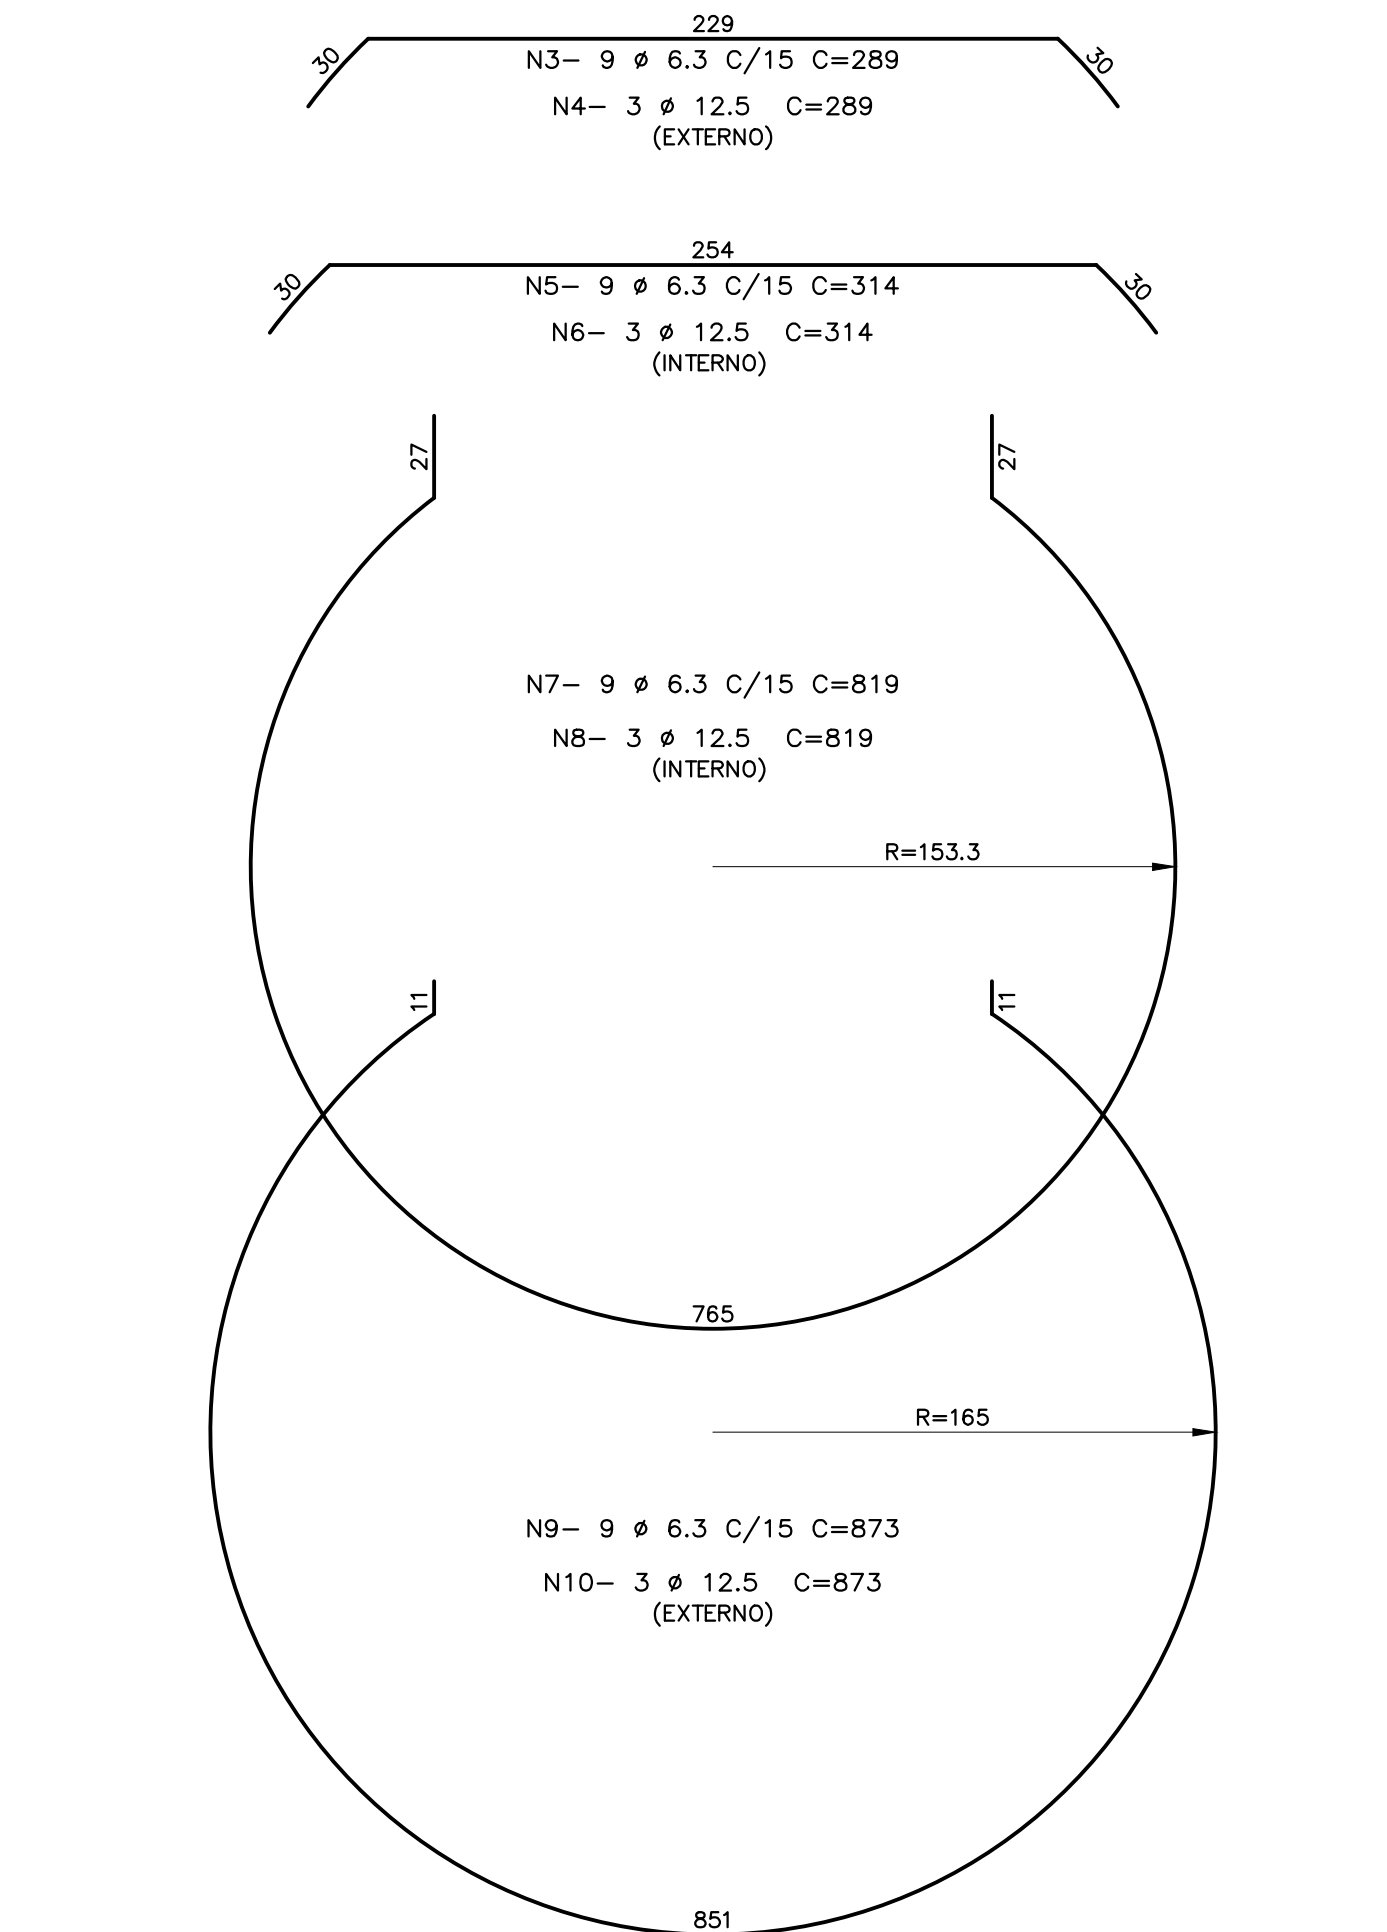 229
30
30
N3- 9 ø 6.3 C/15 C=289
N4- 3 ø 12.5 C=289
(EXTERNO)
254
30
30
N5- 9 ø 6.3 C/15 C=314
N6- 3 ø 12.5 C=314
(INTERNO)
27
27
N7- 9 ø 6.3 C/15 C=819
N8- 3 ø 12.5 C=819
(INTERNO)
R=153.3
11
11
765
R=165
N9- 9 ø 6.3 C/15 C=873
N10- 3 ø 12.5 C=873
(EXTERNO)
851